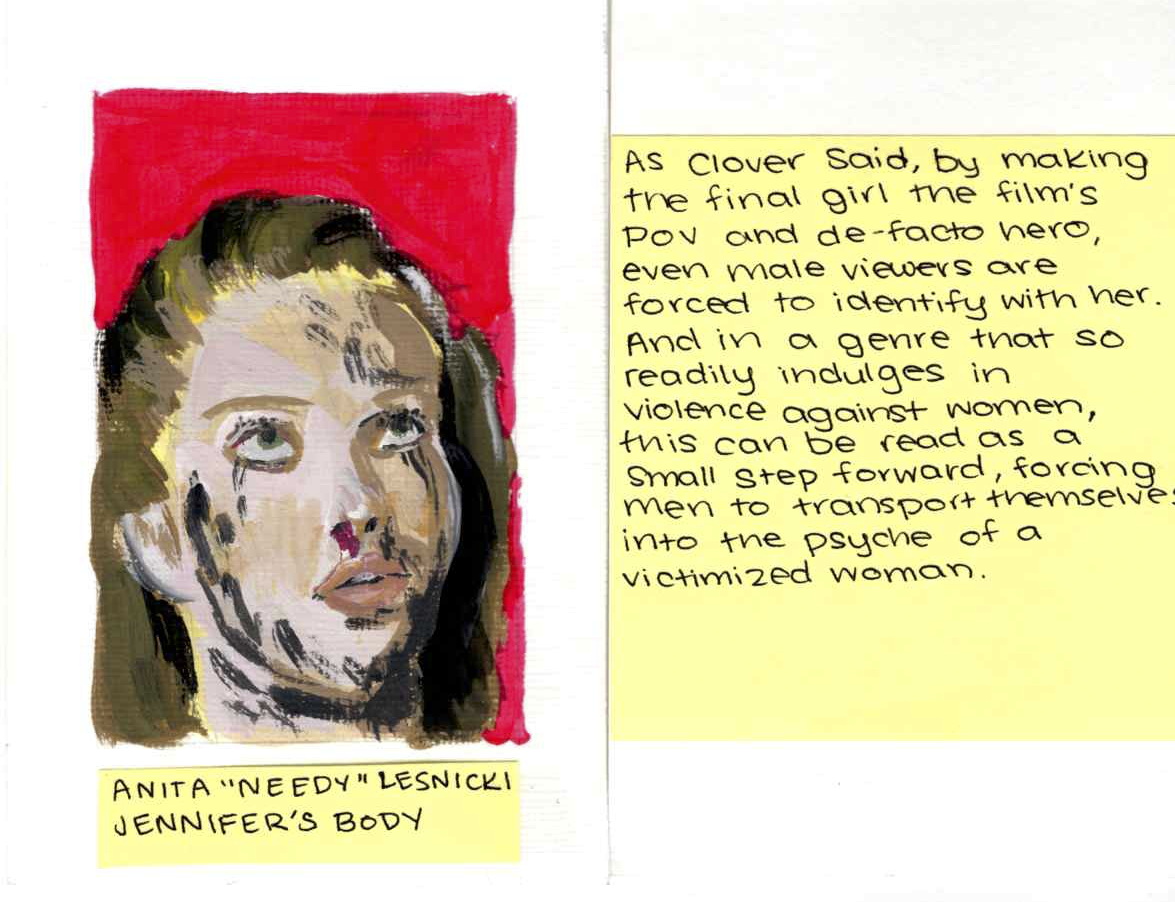 ANITA "NEEDY" LESNICKI
JENNIFER'S BODY
As Clover said, by making
the final girl the film's
POV and de-facto hero,
even male viewers are
forced to identify with her.
And in a genre that so
readily indulges in
violence against women,
this can be read as a
small step forward, forcing
men to transport themselves
into the psyche of a
victimized woman.